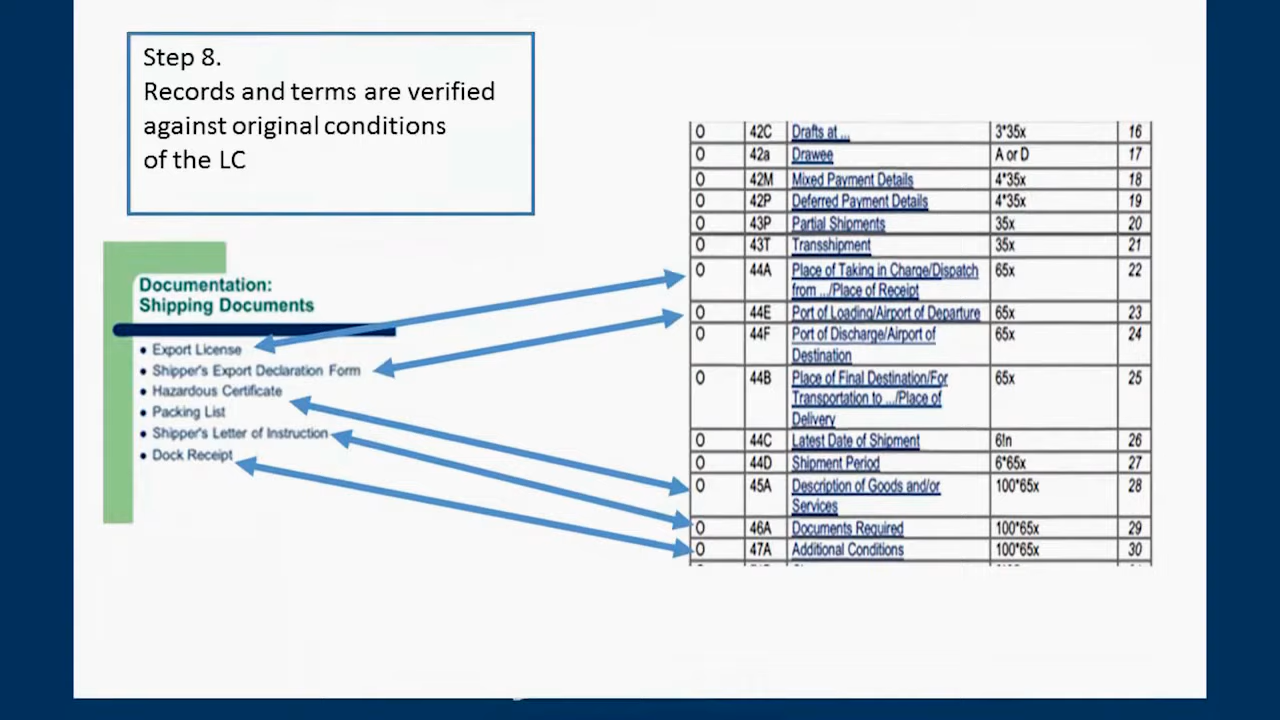 Step 8.
Records and terms are verified
against original conditions
of the LC
Documentation:
Shipping Documents
• Export License
• Shipper's Export Declaration Form
• Hazardous Certificate
• Packing List
• Shipper's Letter of Instruction
• Dock Receipt
O 42C Drafts at ... 3*35x 16
O 42a Drawee A or D 17
O 42M Mixed Payment Details 4*35x 18
O 42P Deferred Payment Details 4*35x 19
O 43P Partial Shipments 35x 20
O 43T Transshipment 35x 21
O 44A Place of Taking in Charge/Dispatch 65x 22
from .../Place of Receipt
O 44E Port of Loading/Airport of Departure 65x 23
O 44F Port of Discharge/Airport of 65x 24
Destination
O 44B Place of Final Destination/For 65x 25
Transportation to .../Place of
Delivery
O 44C Latest Date of Shipment 6!n 26
O 44D Shipment Period 6*65x 27
O 45A Description of Goods and/or 100*65x 28
Services
O 46A Documents Required 100*65x 29
O 47A Additional Conditions 100*65x 30